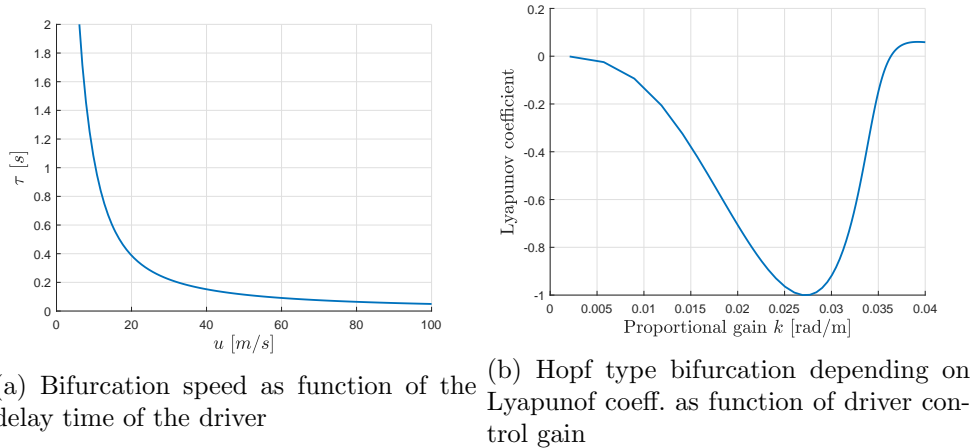 2
1.8
1.6
1.4
1.2
1
0.8
0.6
0.4
0.2
0
τ [s]
0 20 40 60 80 100
u [m/s]
(a) Bifurcation speed as function of the
delay time of the driver
0.2
0
-0.2
-0.4
-0.6
-0.8
-1
Lyapunov coefficient
0 0.005 0.01 0.015 0.02 0.025 0.03 0.035 0.04
Proportional gain k [rad/m]
(b) Hopf type bifurcation depending on
Lyapunof coeff. as function of driver con-
trol gain